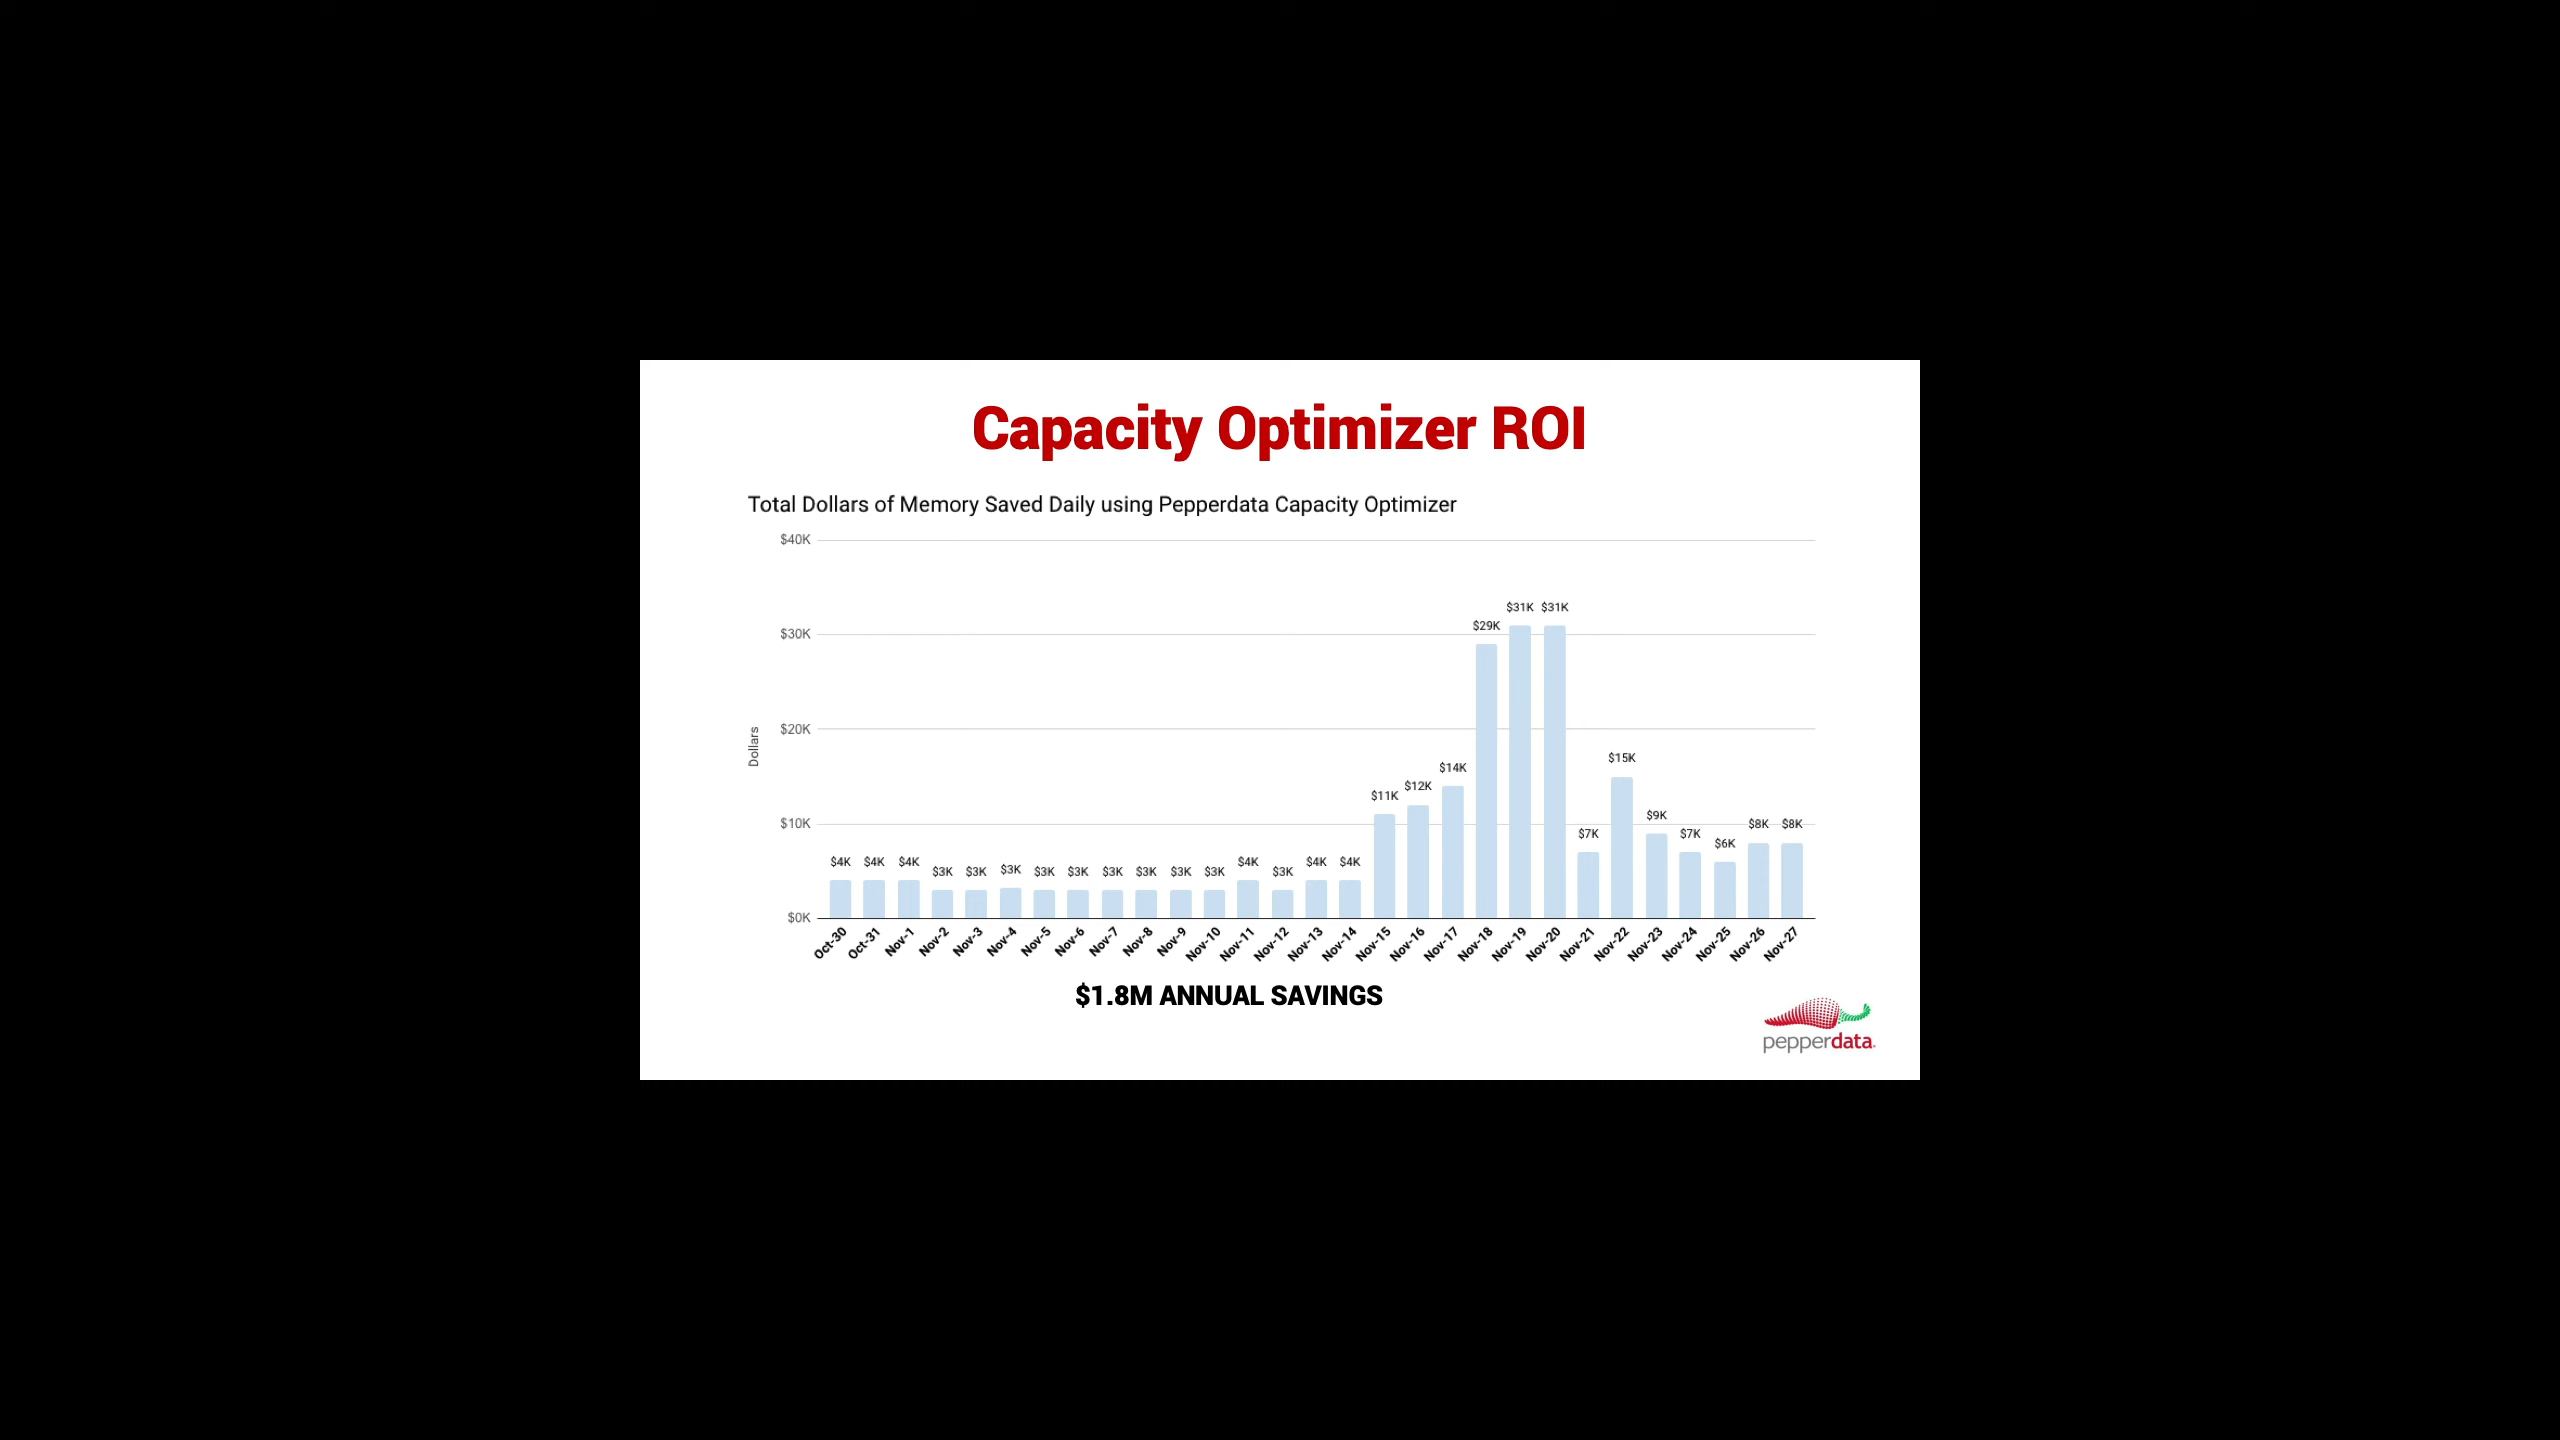 Capacity Optimizer ROI
Total Dollars of Memory Saved Daily using Pepperdata Capacity Optimizer
Dollars
$40K
$30K
$20K
$10K
$0K
$4K $4K $4K $3K $3K $3K $3K $3K $3K $3K $3K $3K $4K $3K $4K $4K $11K $12K $14K $29K $31K $31K $7K $15K $9K $7K $6K $8K $8K
Oct-30 Oct-31 Nov-1 Nov-2 Nov-3 Nov-4 Nov-5 Nov-6 Nov-7 Nov-8 Nov-9 Nov-10 Nov-11 Nov-12 Nov-13 Nov-14 Nov-15 Nov-16 Nov-17 Nov-18 Nov-19 Nov-20 Nov-21 Nov-22 Nov-23 Nov-24 Nov-25 Nov-26 Nov-27
$1.8M ANNUAL SAVINGS
pepperdata